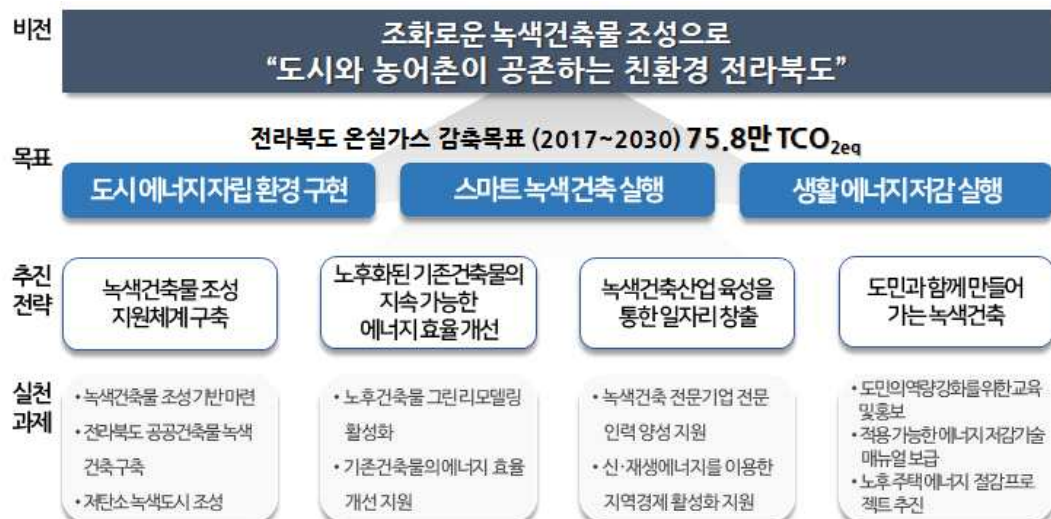 비전
조화로운 녹색건축물 조성으로
“도시와 농어촌이 공존하는 친환경 전라북도”
목표
전라북도 온실가스 감축목표 (2017~2030) 75.8만 TCO2eq
도시 에너지 자립 환경 구현
스마트 녹색 건축 실행
생활 에너지 저감 실행
추진
전략
녹색건축물 조성
지원체계 구축
노후화된 기존건축물의
지속 가능한
에너지 효율 개선
녹색건축산업 육성을
통한 일자리 창출
도민과 함께 만들어
가는 녹색건축
실천
과제
• 녹색건축물 조성 기반 마련
• 전라북도 공공건축물 녹색
건축 구축
• 저탄소 녹색도시 조성
• 노후건축물 그린 리모델링
활성화
• 기존건축물의 에너지 효율
개선 지원
• 녹색건축 전문기업 전문
인력 양성 지원
• 신·재생에너지를 이용한
지역경제 활성화 지원
• 도민의 역량 강화를 위한 교육
및 홍보
• 적용 가능한 에너지 저감기술
매뉴얼 보급
• 노후 주택 에너지 절감 프로
젝트 추진